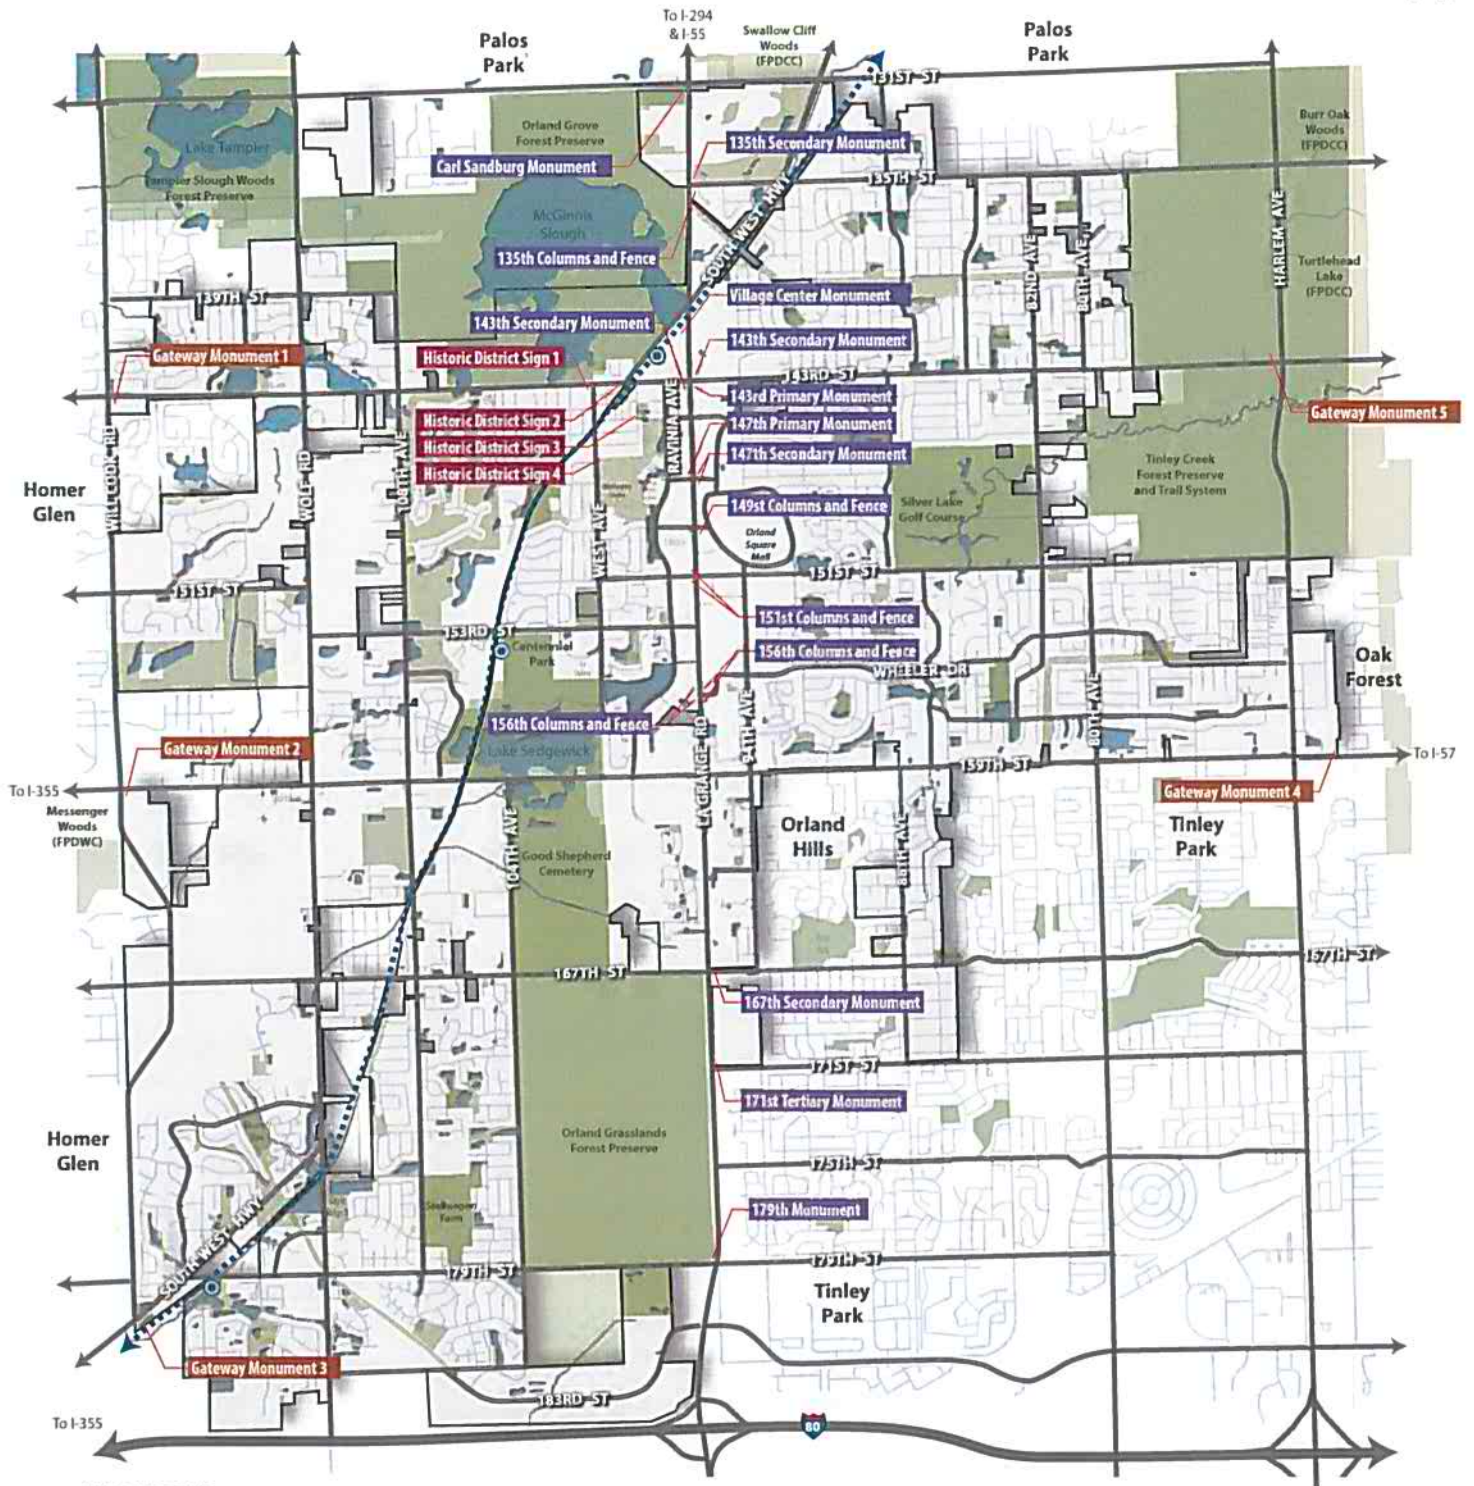 To I-294
& I-55
Swallow Cliff
Woods
(FPDCC)
Palos
Park
Palos
Park
131ST ST
Orland Grove
Forest Preserve
Burr Oak
Woods
(FPDCC)
135th Secondary Monument
Lake Tampier
Carl Sandburg Monument
Tampier Slough Woods
Forest Preserve
135TH ST
McGinnis
Slough
SOUTH WEST HWY
82ND AVE
80TH AVE
HARLEM AVE
135th Columns and Fence
Turtlehead
Lake
(FPDCC)
139TH ST
Village Center Monument
143th Secondary Monument
143th Secondary Monument
Gateway Monument 1
Historic District Sign 1
143RD ST
143rd Primary Monument
Gateway Monument 5
Historic District Sign 2
147th Primary Monument
Historic District Sign 3
147th Secondary Monument
Historic District Sign 4
RAVINIA AVE
WILL COOK RD
WOLF RD
108TH AVE
Tinley Creek
Forest Preserve
and Trail System
Homer
Glen
149st Columns and Fence
Silver Lake
Golf Course
Orland
Square
Mall
WEST AVE
151ST ST
151ST ST
151st Columns and Fence
153RD ST
Centennial
Park
156th Columns and Fence
WHEELER DR
Oak
Forest
156th Columns and Fence
80TH AVE
94TH AVE
LAGRANGE RD
Gateway Monument 2
Lake Sedgewick
To I-57
159TH ST
To I-355
Gateway Monument 4
Messenger
Woods
(FPDWC)
Orland
Hills
Tinley
Park
104TH AVE
88TH AVE
Good Shepherd
Cemetery
167TH ST
167TH ST
167th Secondary Monument
171ST ST
171st Tertiary Monument
Homer
Glen
Orland Grasslands
Forest Preserve
175TH ST
SOUTH WEST HWY
Stellwagen
Farm
179th Monument
179TH ST
179TH ST
Tinley
Park
Gateway Monument 3
183RD ST
To I-355
80